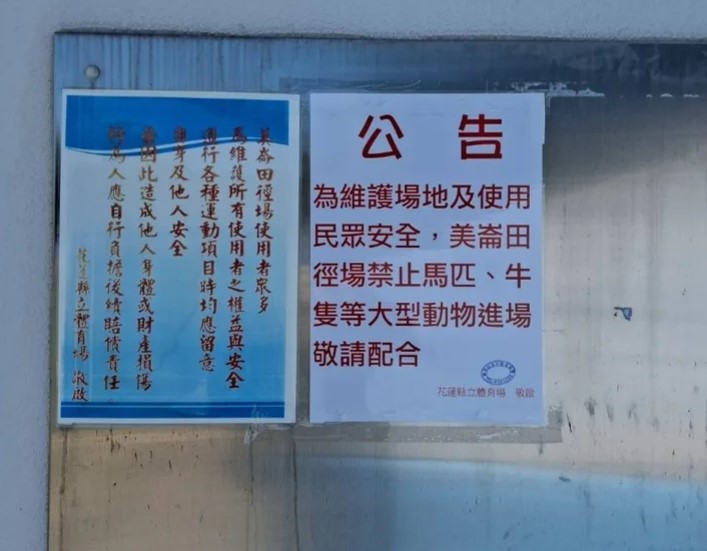 美崙田徑場使用者眾多
為維護所有使用者之權益與安全
進行各種運動項目時均應留意
自身及他人安全
若因此造成他人身體或財產損傷
行為人應自行負擔後續賠償責任
花蓮縣立體育場 敬啟
公告
為維護場地及使用
民眾安全，美崙田
徑場禁止馬匹、牛
隻等大型動物進場
敬請配合
花蓮縣立體育場 敬啟